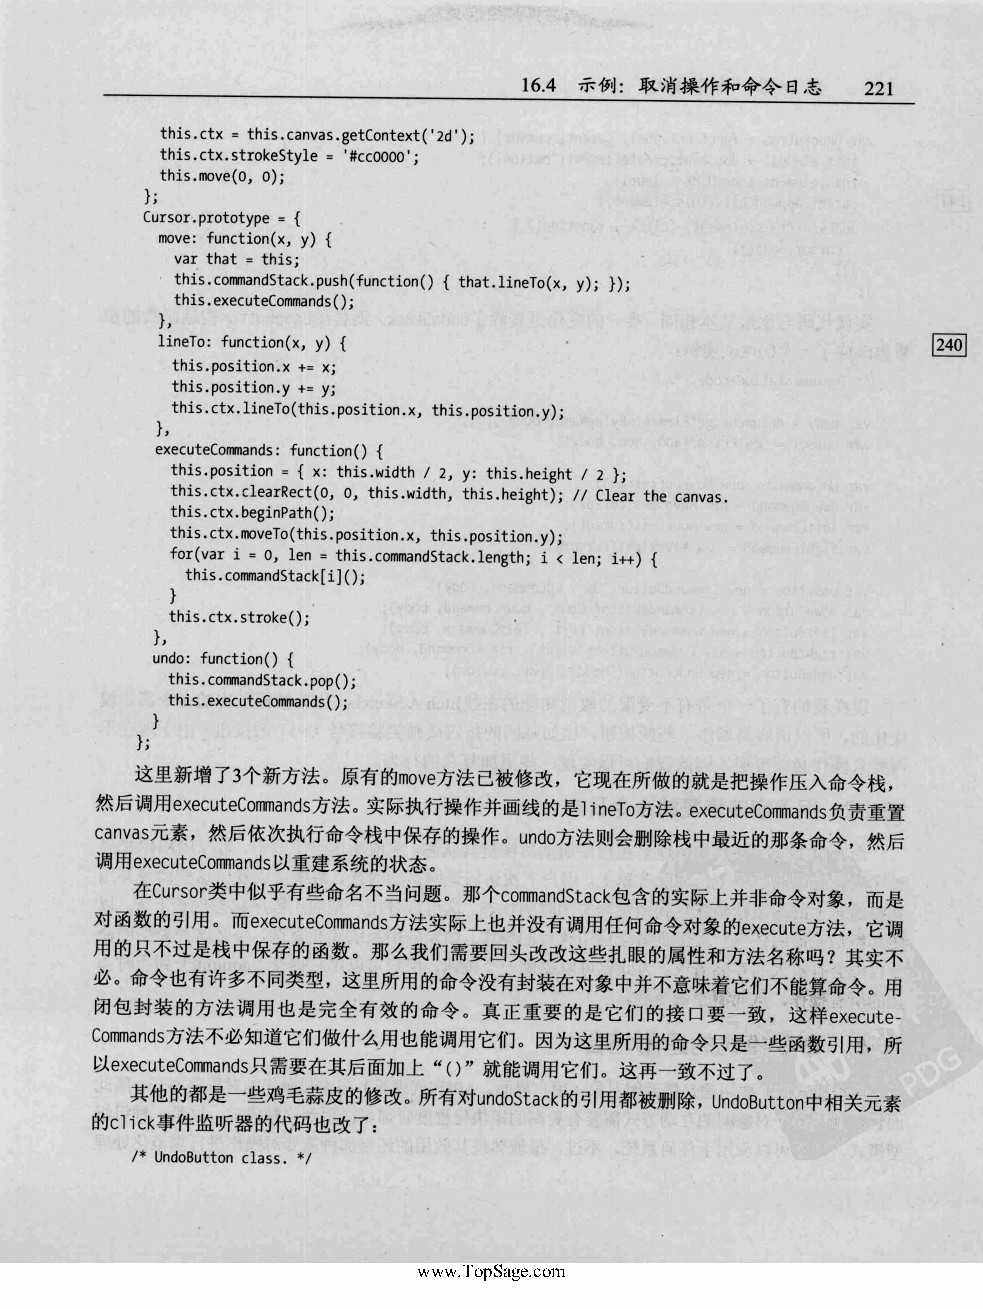 16.4 示例：取消操作和命令日志 221
this.ctx = this.canvas.getContext('2d');
this.ctx.strokeStyle = '#cc0000';
this.move(0, 0);
};
Cursor.prototype = {
move: function(x, y) {
var that = this;
this.commandStack.push(function() { that.lineTo(x, y); });
this.executeCommands();
},
lineTo: function(x, y) {
240
this.position.x += x;
this.position.y += y;
this.ctx.lineTo(this.position.x, this.position.y);
},
executeCommands: function() {
this.position = { x: this.width / 2, y: this.height / 2 };
this.ctx.clearRect(0, 0, this.width, this.height); // Clear the canvas.
this.ctx.beginPath();
this.ctx.moveTo(this.position.x, this.position.y);
for(var i = 0, len = this.commandStack.length; i < len; i++) {
this.commandStack[i]();
}
this.ctx.stroke();
},
undo: function() {
this.commandStack.pop();
this.executeCommands();
}
};
这里新增了3个新方法。原有的move方法已被修改，它现在所做的就是把操作压入命令栈，
然后调用executeCommands方法。实际执行操作并画线的是lineTo方法。executeCommands负责重置
canvas元素，然后依次执行命令栈中保存的操作。undo方法则会删除栈中最近的那条命令，然后
调用executeCommands以重建系统的状态。
在Cursor类中似乎有些命名不当问题。那个commandStack包含的实际上并非命令对象，而是
对函数的引用。而executeCommands方法实际上也并没有调用任何命令对象的execute方法，它调
用的只不过是栈中保存的函数。那么我们需要回头改改这些扎眼的属性和方法名称吗？其实不
必。命令也有许多不同类型，这里所用的命令没有封装在对象中并不意味着它们不能算命令。用
闭包封装的方法调用也是完全有效的命令。真正重要的是它们的接口要一致，这样execute-
Commands方法不必知道它们做什么用也能调用它们。因为这里所用的命令只是一些函数引用，所
以executeCommands只需要在其后面加上“()”就能调用它们。这再一致不过了。
其他的都是一些鸡毛蒜皮的修改。所有对undoStack的引用都被删除，UndoButton中相关元素
的click事件监听器的代码也改了：
/* UndoButton class. */
PDG
www.TopSage.com